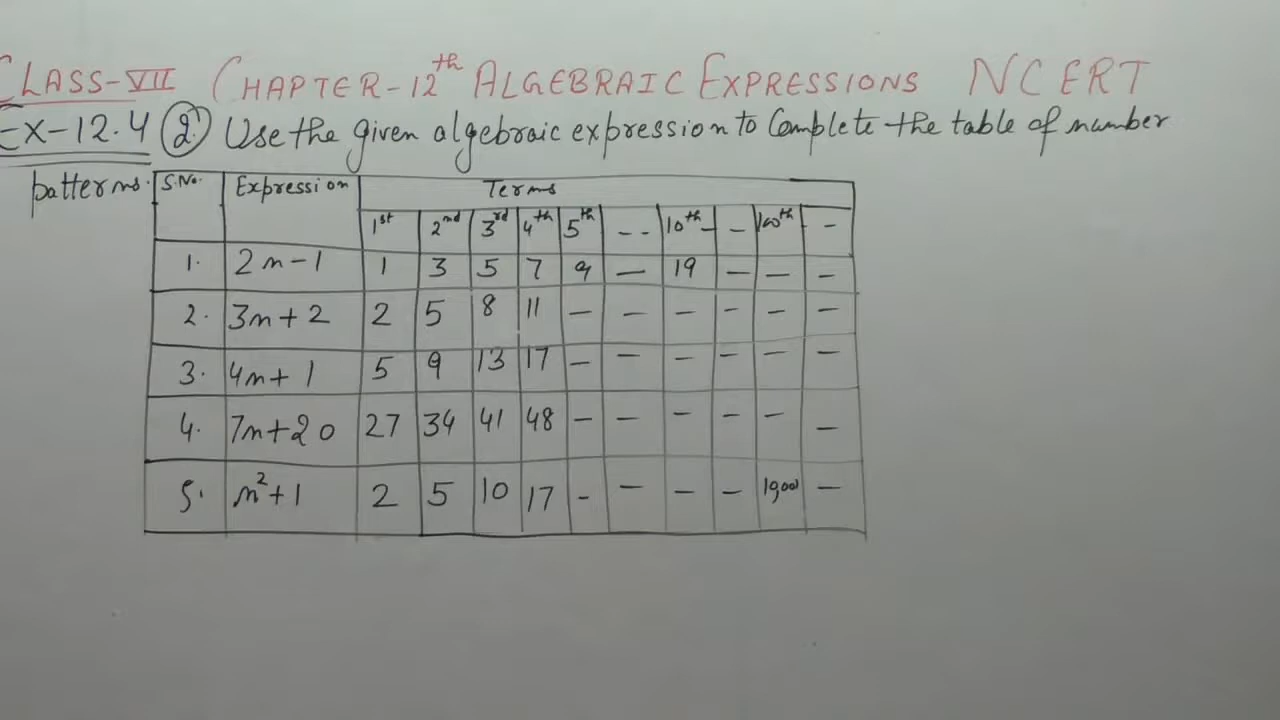 CLASS-VII CHAPTER-12th ALGEBRAIC EXPRESSIONS NCERT
Ex-12.4 2 Use the given algebraic expression to Complete the table of number
patterns.
S.No. Expression Terms
1st 2nd 3rd 4th 5th -- 10th - 100th -
1. 2n-1 1 3 5 7 9 — 19 — — —
2. 3n+2 2 5 8 11 — — — — — —
3. 4n+1 5 9 13 17 — — — — — —
4. 7n+20 27 34 41 48 — — — — — —
5. n²+1 2 5 10 17 - — — — —